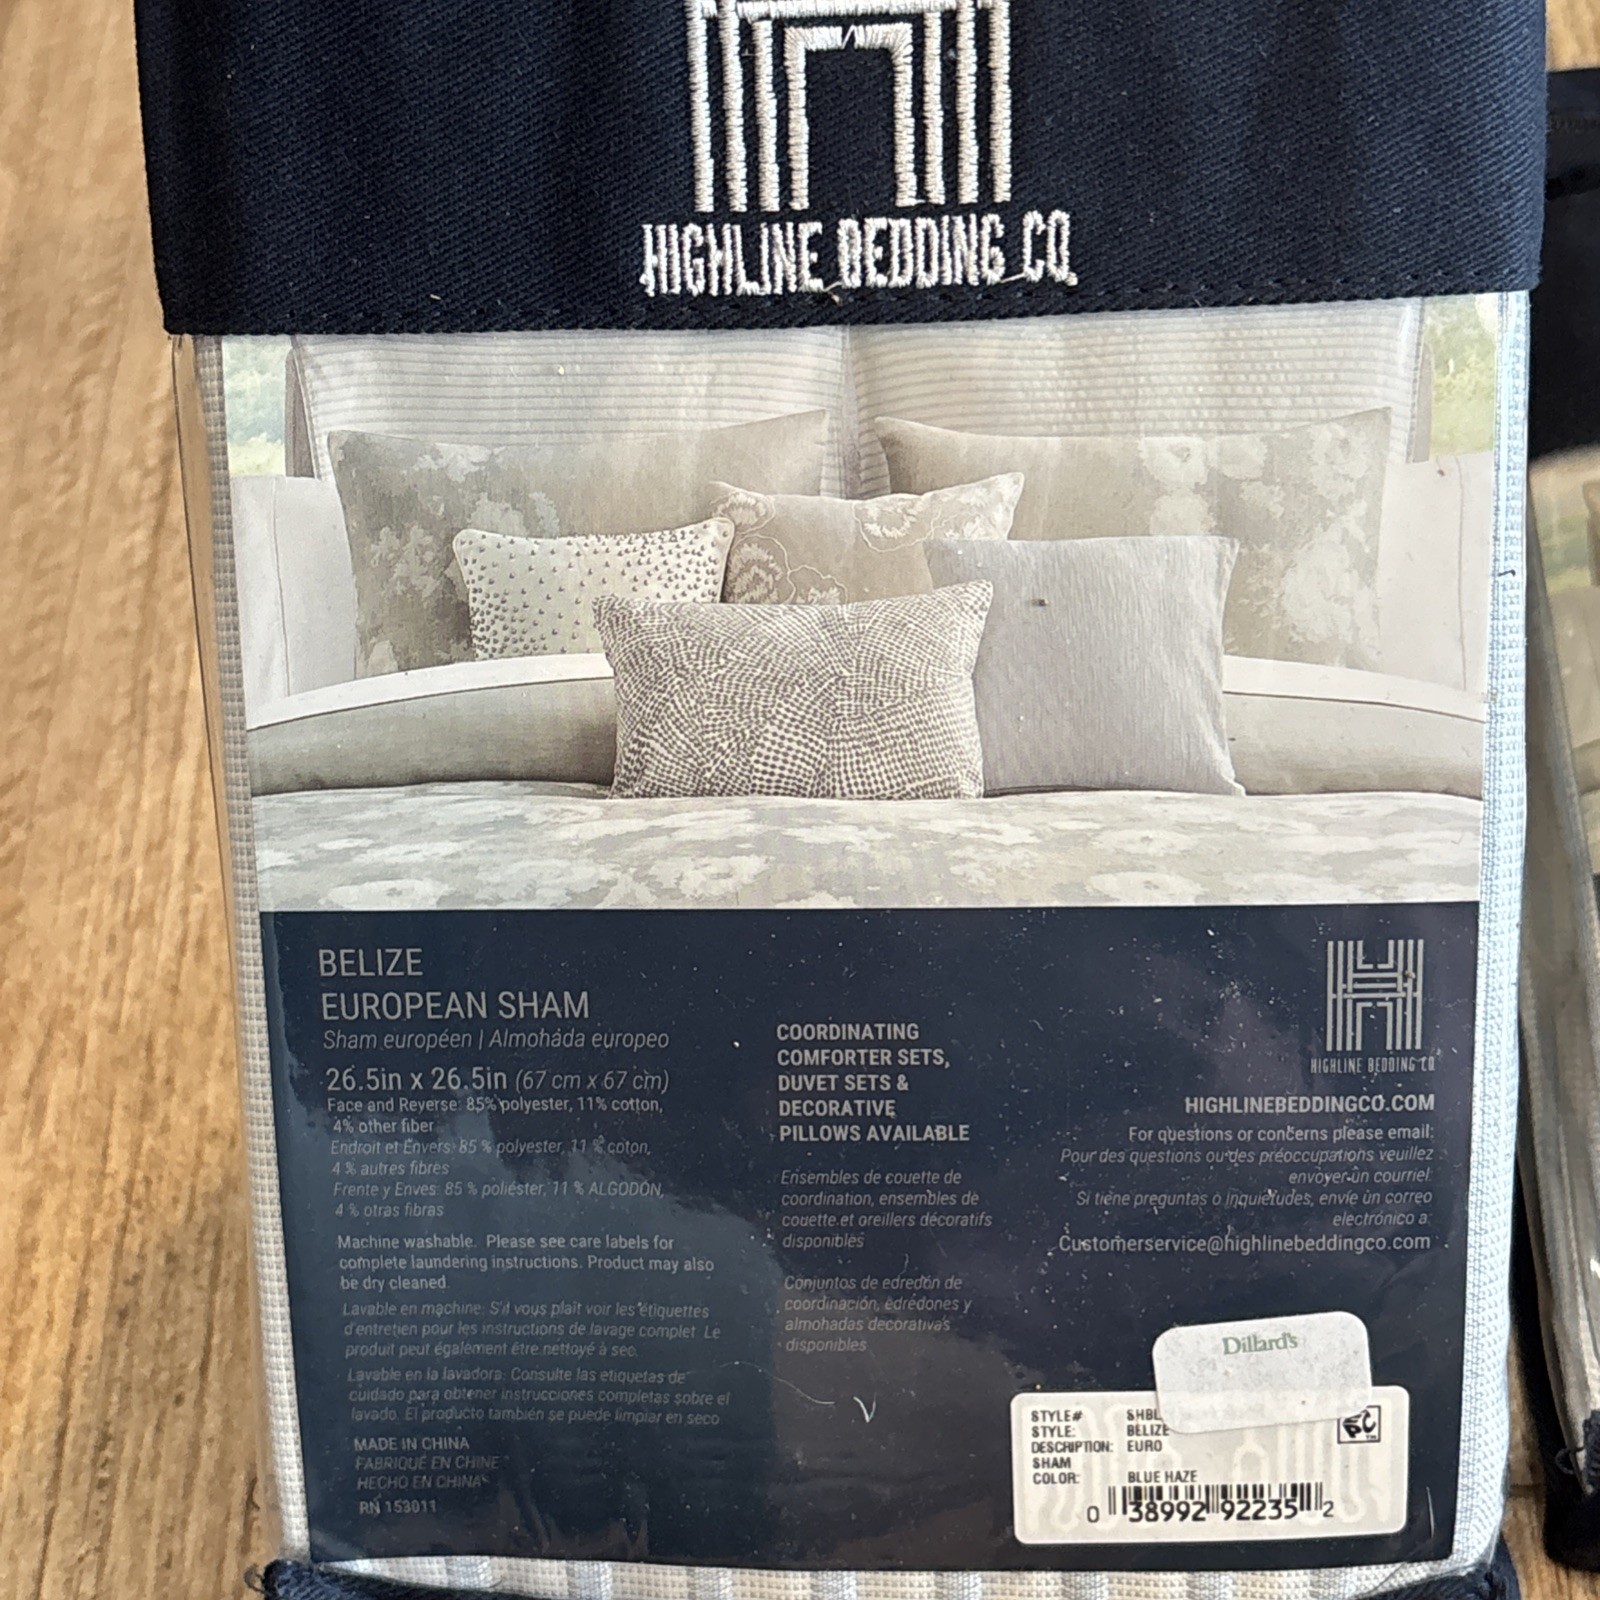 HIGHLINE BEDDING CO.
BELIZE
EUROPEAN SHAM
Sham européen | Almohada europeo
26.5in x 26.5in (67 cm x 67 cm)
Face and Reverse: 85% polyester, 11% cotton,
4% other fiber
Endroit et Envers: 85 % polyester, 11 % coton,
4 % autres fibres
Frente y Enves: 85 % poliéster, 11 % ALGODÓN,
4 % otras fibras
Machine washable. Please see care labels for
complete laundering instructions. Product may also
be dry cleaned.
Lavable en machine: S'il vous plaît voir les étiquettes
d'entretien pour les instructions de lavage complet. Le
produit peut également être nettoyé à sec.
Lavable en la lavadora: Consulte las etiquetas de
cuidado para obtener instrucciones completas sobre el
lavado. El producto también se puede limpiar en seco
MADE IN CHINA
FABRIQUÉ EN CHINE
HECHO EN CHINA
RN 153011
COORDINATING
COMFORTER SETS,
DUVET SETS &
DECORATIVE
PILLOWS AVAILABLE
Ensembles de couette de
coordination, ensembles de
couette et oreillers décoratifs
disponibles
Conjuntos de edredón de
coordinación, edredones y
almohadas decorativas
disponibles
HIGHLINE BEDDING CO.
HIGHLINEBEDDINGCO.COM
For questions or concerns please email:
Pour des questions ou des préoccupations veuillez
envoyer un courriel:
Si tiene preguntas o inquietudes, envíe un correo
electrónico a:
Customerservice@highlinebeddingco.com
Dillard's
STYLE# SHBL
STYLE: BELIZE
DESCRIPTION: EURO
SHAM
COLOR: BLUE HAZE
0 38992 92235 2